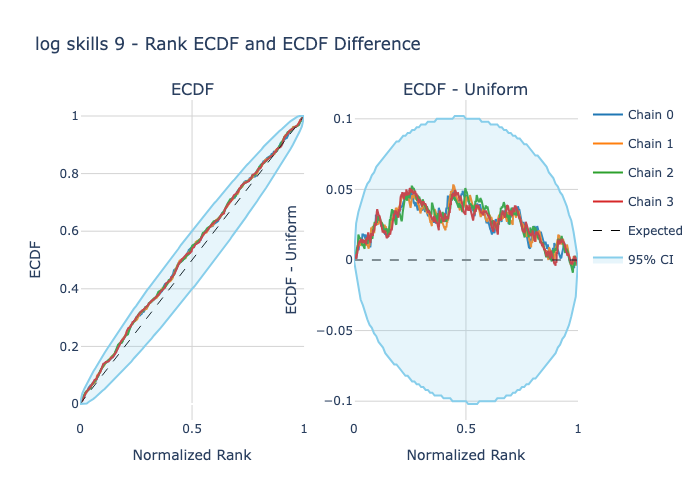 log skills 9 - Rank ECDF and ECDF Difference
ECDF
ECDF - Uniform
1
0.8
0.6
0.4
0.2
0
0
0.5
1
Normalized Rank
ECDF
0.1
0.05
0
−0.05
−0.1
0
0.5
1
Normalized Rank
ECDF - Uniform
Chain 0
Chain 1
Chain 2
Chain 3
Expected
95% CI